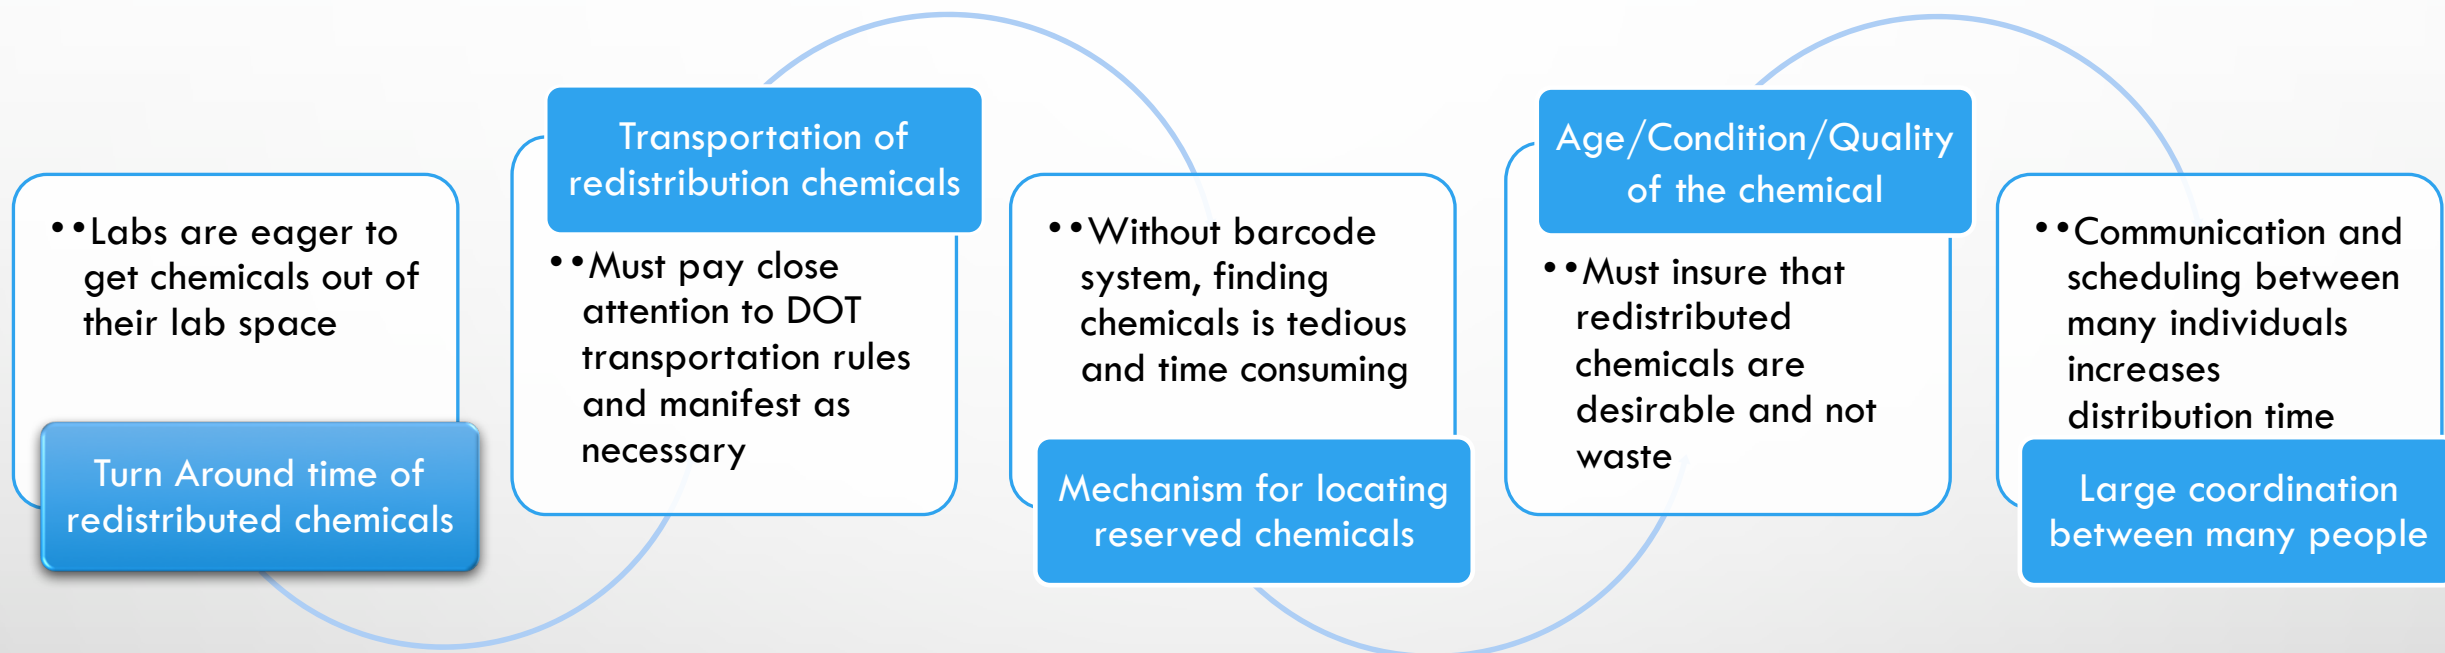 ••Labs are eager to
get chemicals out of
their lab space
Turn Around time of
redistributed chemicals
Transportation of
redistribution chemicals
••Must pay close
attention to DOT
transportation rules
and manifest as
necessary
••Without barcode
system, finding
chemicals is tedious
and time consuming
Mechanism for locating
reserved chemicals
Age/Condition/Quality
of the chemical
••Must insure that
redistributed
chemicals are
desirable and not
waste
••Communication and
scheduling between
many individuals
increases
distribution time
Large coordination
between many people